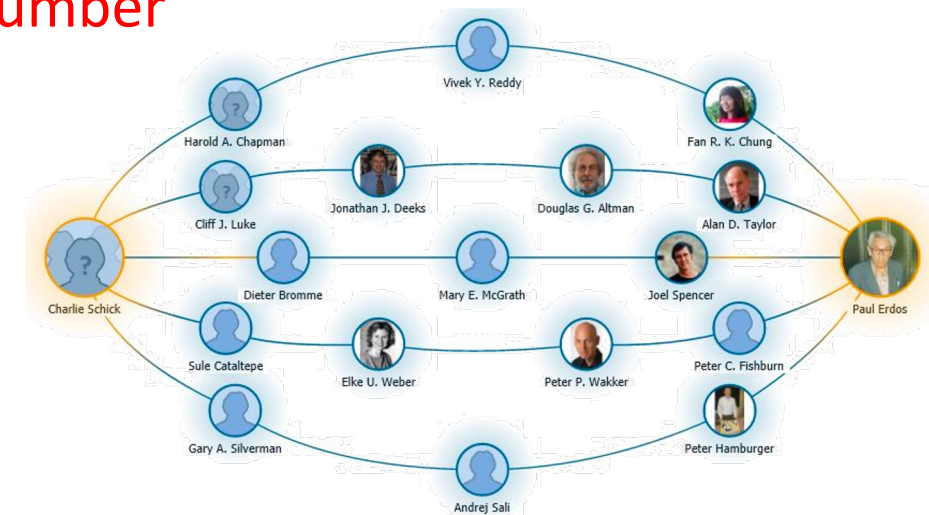 umber
Vivek Y. Reddy
Harold A. Chapman
Fan R. K. Chung
Jonathan J. Deeks
Douglas G. Altman
Cliff J. Luke
Alan D. Taylor
Dieter Bromme
Mary E. McGrath
Joel Spencer
Charlie Schick
Paul Erdos
Sule Cataltepe
Peter C. Fishburn
Elke U. Weber
Peter P. Wakker
Gary A. Silverman
Peter Hamburger
Andrej Sali